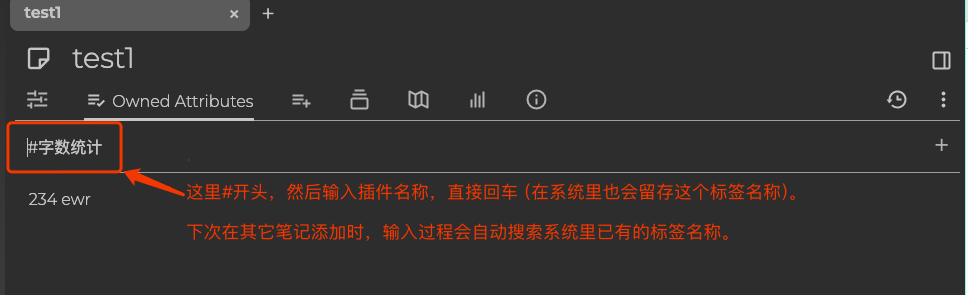 test1 × +
test1
Owned Attributes
#字数统计 +
这里#开头，然后输入插件名称，直接回车（在系统里也会留存这个标签名称）。
234 ewr
下次在其它笔记添加时，输入过程会自动搜索系统里已有的标签名称。